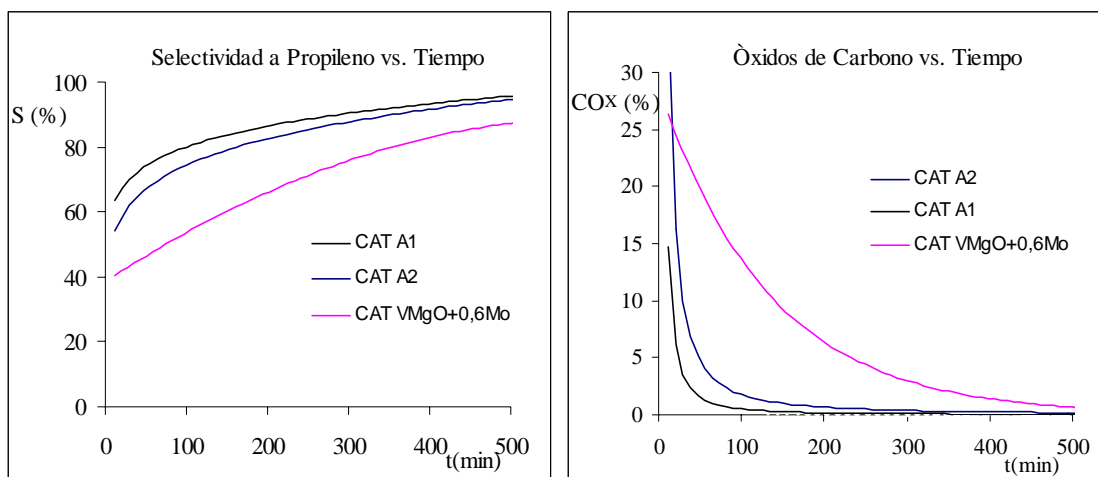 Selectividad a Propileno vs. Tiempo
S (%)
100
80
60
40
20
0
CAT A1
CAT A2
CAT VMgO+0,6Mo
0
100
200
300
400
500
t(min)
Òxidos de Carbono vs. Tiempo
COX (%)
30
25
20
15
10
5
0
CAT A2
CAT A1
CAT VMgO+0,6Mo
0
100
200
300
400
500
t(min)